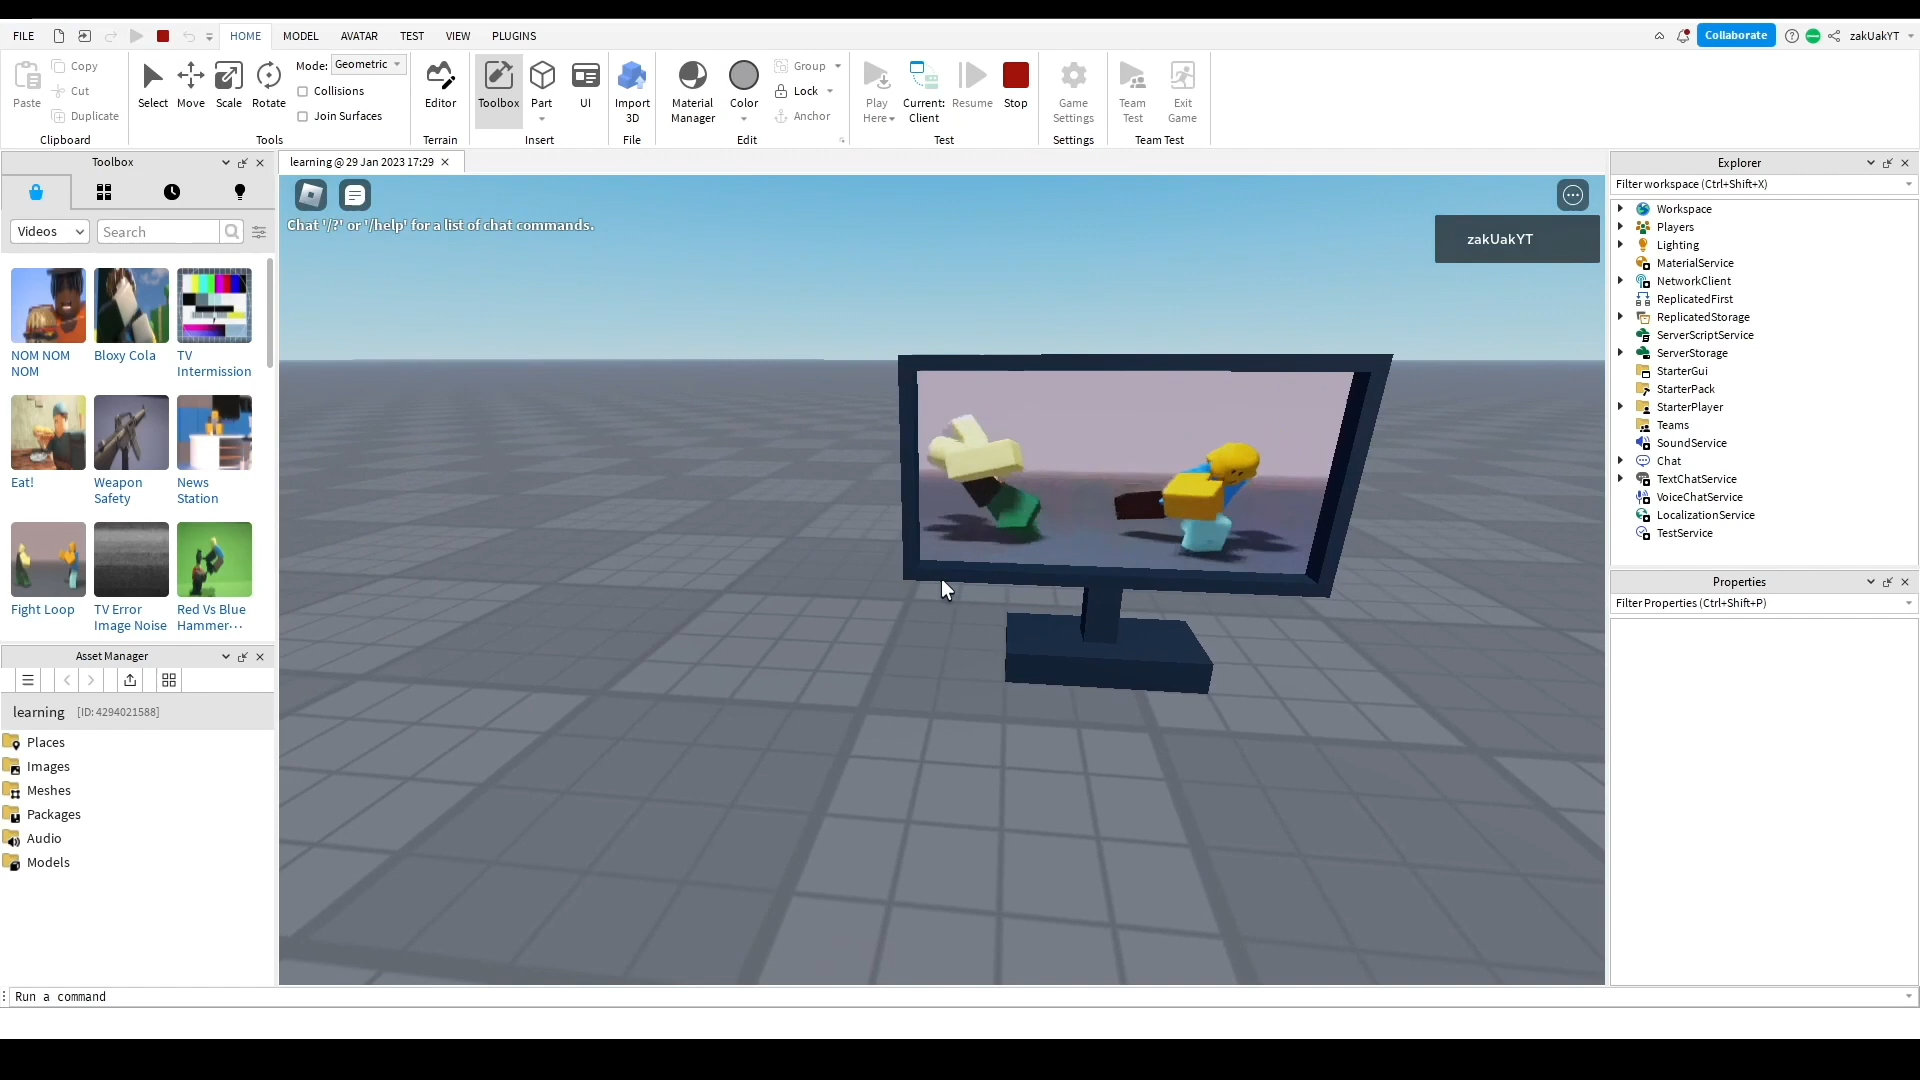 FILE HOME MODEL AVATAR TEST VIEW PLUGINS Collaborate zakUakYT
Paste Copy Cut Duplicate Clipboard
Select Move Scale Rotate Mode: Geometric Collisions Join Surfaces Tools
Editor Terrain
Toolbox Part UI Insert
Import 3D File
Material Manager Color Group Lock Anchor Edit
Play Here Current: Client Resume Stop Test
Game Settings Settings
Team Test Exit Game Team Test
Toolbox
Videos Search
NOM NOM NOM
Bloxy Cola
TV Intermission
Eat!
Weapon Safety
News Station
Fight Loop
TV Error Image Noise
Red Vs Blue Hammer...
Asset Manager
learning [ID: 4294021588]
Places
Images
Meshes
Packages
Audio
Models
learning @ 29 Jan 2023 17:29
Chat '/?' or '/help' for a list of chat commands.
zakUakYT
Explorer
Filter workspace (Ctrl+Shift+X)
Workspace
Players
Lighting
MaterialService
NetworkClient
ReplicatedFirst
ReplicatedStorage
ServerScriptService
ServerStorage
StarterGui
StarterPack
StarterPlayer
Teams
SoundService
Chat
TextChatService
VoiceChatService
LocalizationService
TestService
Properties
Filter Properties (Ctrl+Shift+P)
Run a command